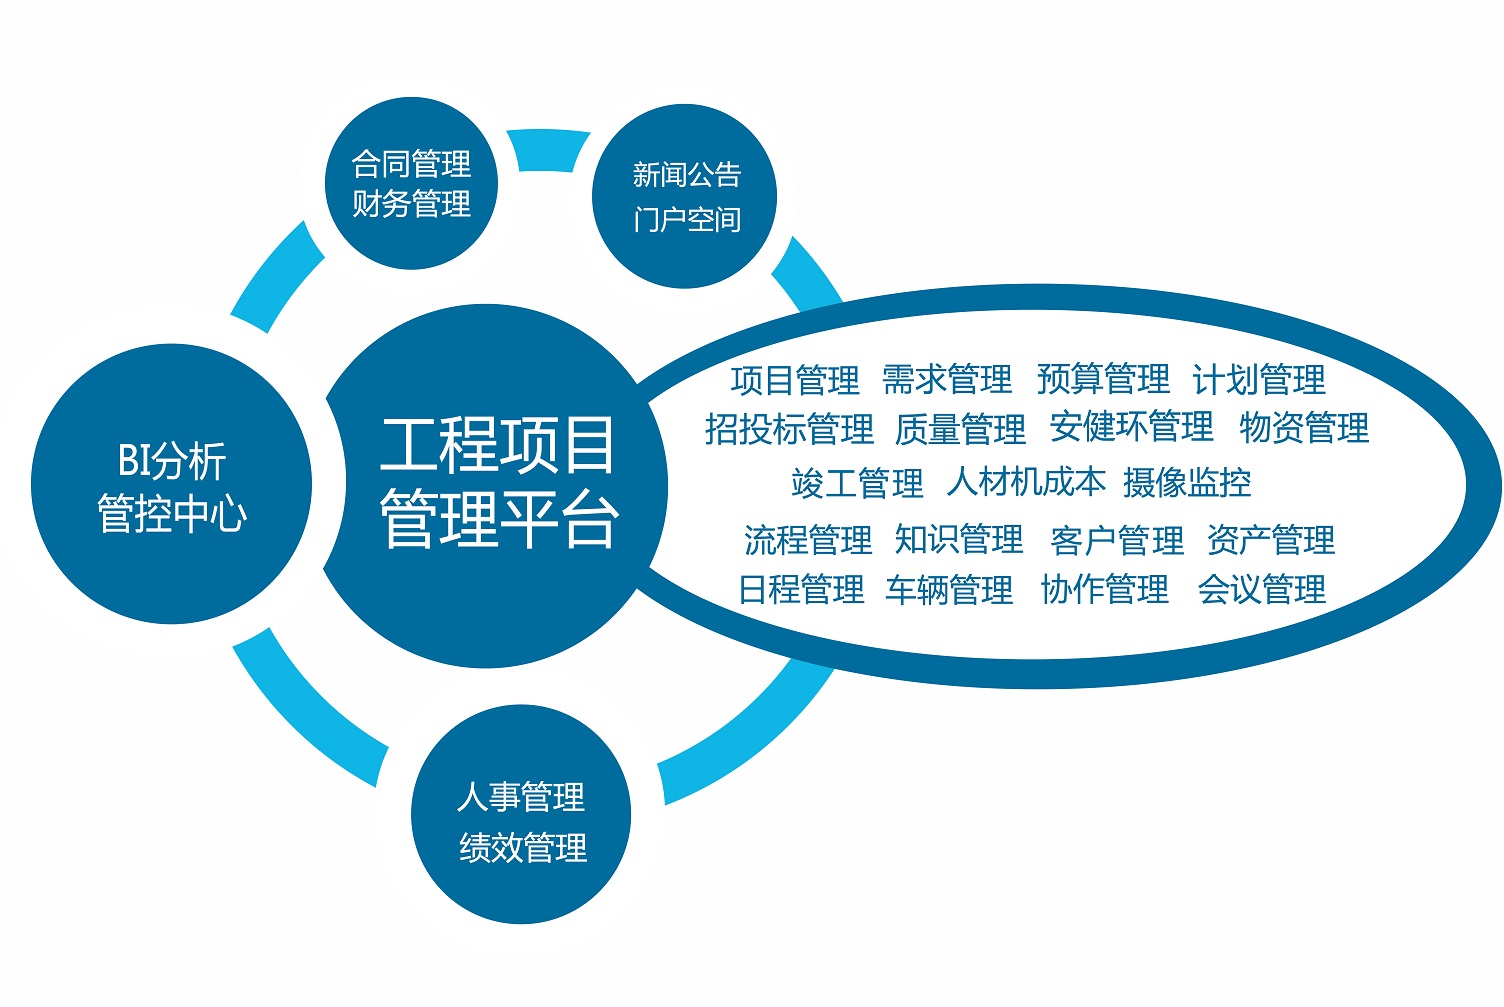 合同管理
财务管理
新闻公告
门户空间
BI分析
管控中心
工程项目
管理平台
项目管理 需求管理 预算管理 计划管理
招投标管理 质量管理 安健环管理 物资管理
竣工管理 人材机成本 摄像监控
流程管理 知识管理 客户管理 资产管理
日程管理 车辆管理 协作管理 会议管理
人事管理
绩效管理